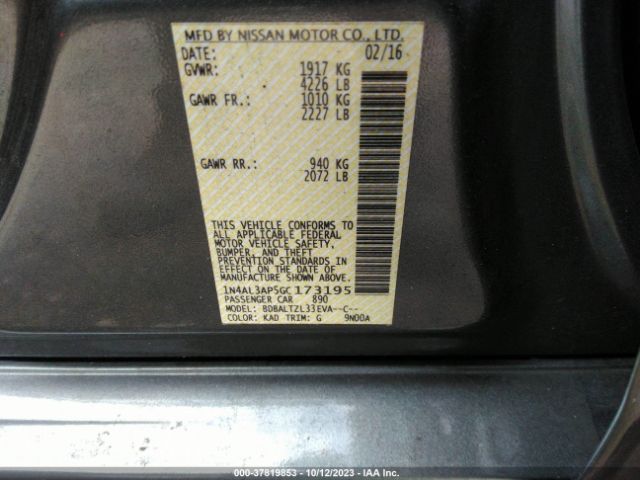 MFD BY NISSAN MOTOR CO., LTD.
DATE: 02/16
GVWR: 1917 KG
4226 LB
GAWR FR.: 1010 KG
2227 LB
GAWR RR.: 940 KG
2072 LB
THIS VEHICLE CONFORMS TO
ALL APPLICABLE FEDERAL
MOTOR VEHICLE SAFETY,
BUMPER, AND THEFT
PREVENTION STANDARDS IN EFFECT
ON THE DATE OF MANUFACTURE
SHOWN ABOVE.
1N4AL3AP5GC173195
PASSENGER CAR 890
MODEL: BDBALTZL33EVA--C--
COLOR: KAD TRIM: G 9N00A
000-37819853 - 10/12/2023 - IAA Inc.